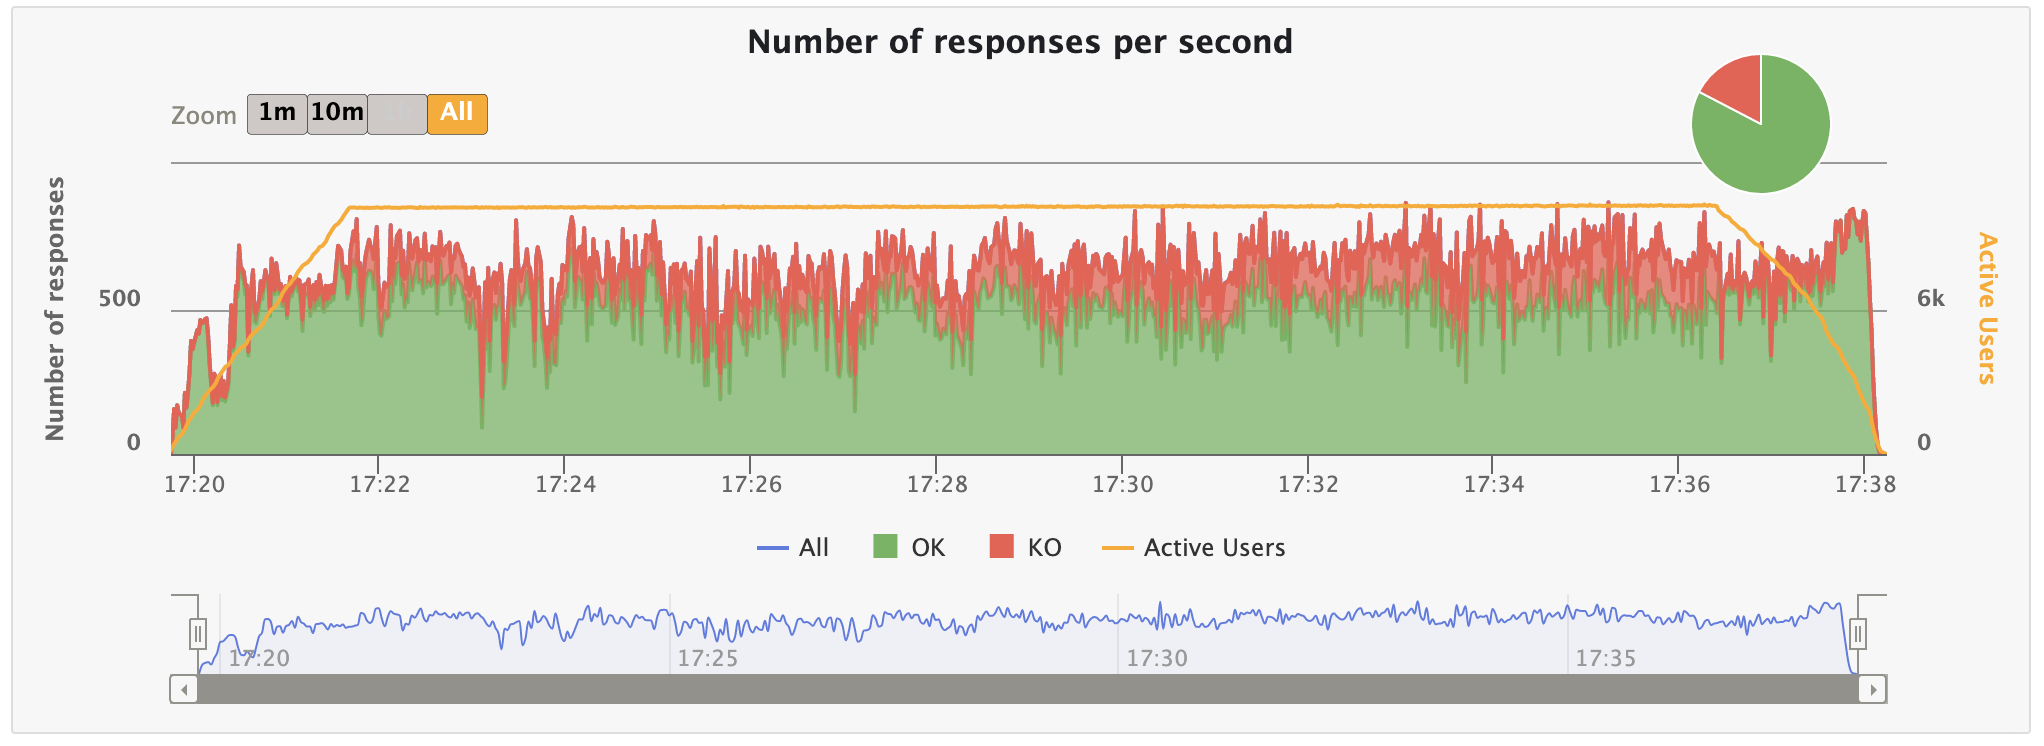 Number of responses per second
Zoom 1m 10m 1h All
Number of responses
500
0
6k
0
Active Users
17:20 17:22 17:24 17:26 17:28 17:30 17:32 17:34 17:36 17:38
All OK KO Active Users
17:20 17:25 17:30 17:35